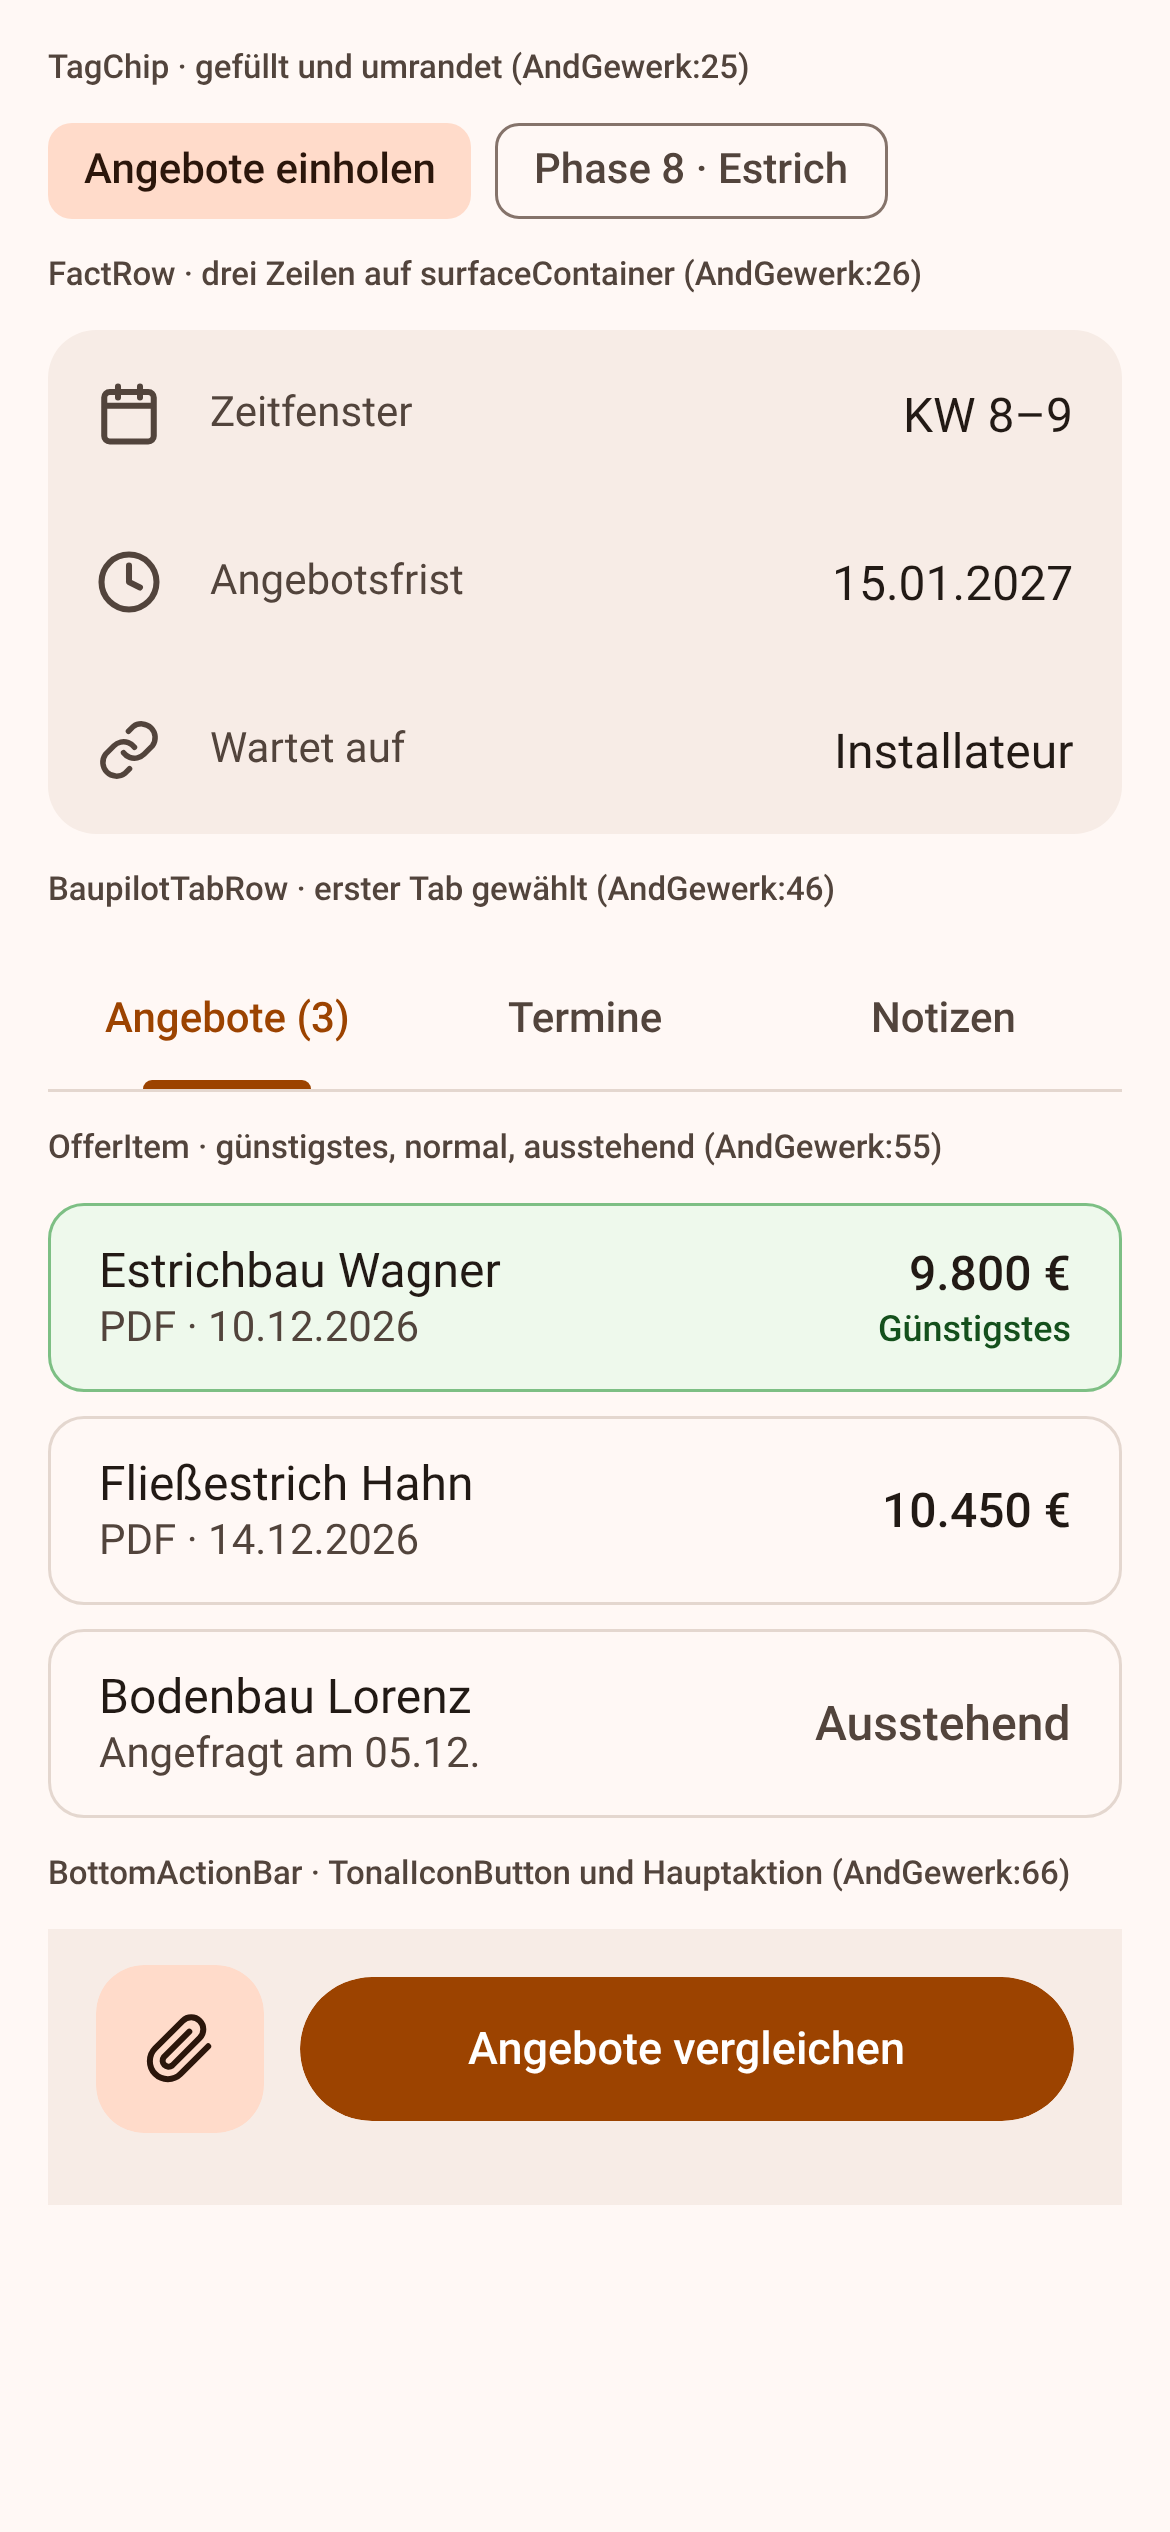 TagChip · gefüllt und umrandet (AndGewerk:25)
Angebote einholen
Phase 8 · Estrich
FactRow · drei Zeilen auf surfaceContainer (AndGewerk:26)
Zeitfenster
KW 8–9
Angebotsfrist
15.01.2027
Wartet auf
Installateur
BaupilotTabRow · erster Tab gewählt (AndGewerk:46)
Angebote (3)
Termine
Notizen
OfferItem · günstigstes, normal, ausstehend (AndGewerk:55)
Estrichbau Wagner
9.800 €
PDF · 10.12.2026
Günstigstes
Fließestrich Hahn
10.450 €
PDF · 14.12.2026
Bodenbau Lorenz
Ausstehend
Angefragt am 05.12.
BottomActionBar · TonalIconButton und Hauptaktion (AndGewerk:66)
Angebote vergleichen